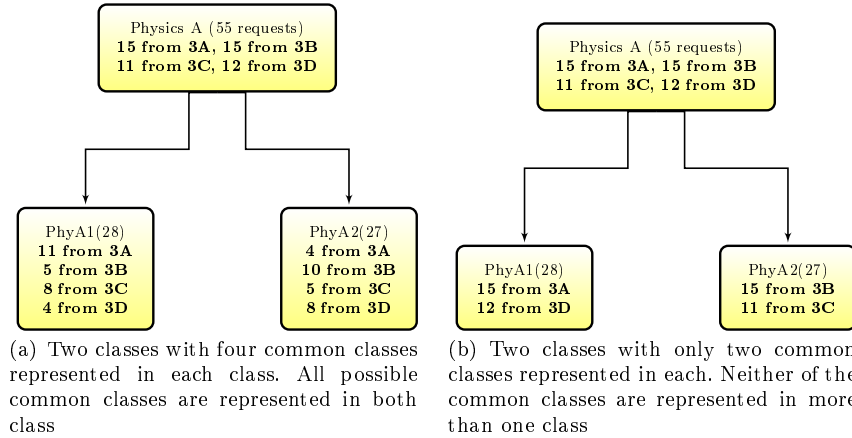 Physics A (55 requests)
15 from 3A, 15 from 3B
11 from 3C, 12 from 3D
PhyA1(28)
11 from 3A
5 from 3B
8 from 3C
4 from 3D
PhyA2(27)
4 from 3A
10 from 3B
5 from 3C
8 from 3D
(a) Two classes with four common classes
represented in each class. All possible
common classes are represented in both
class
Physics A (55 requests)
15 from 3A, 15 from 3B
11 from 3C, 12 from 3D
PhyA1(28)
15 from 3A
12 from 3D
PhyA2(27)
15 from 3B
11 from 3C
(b) Two classes with only two common
classes represented in each. Neither of the
common classes are represented in more
than one class